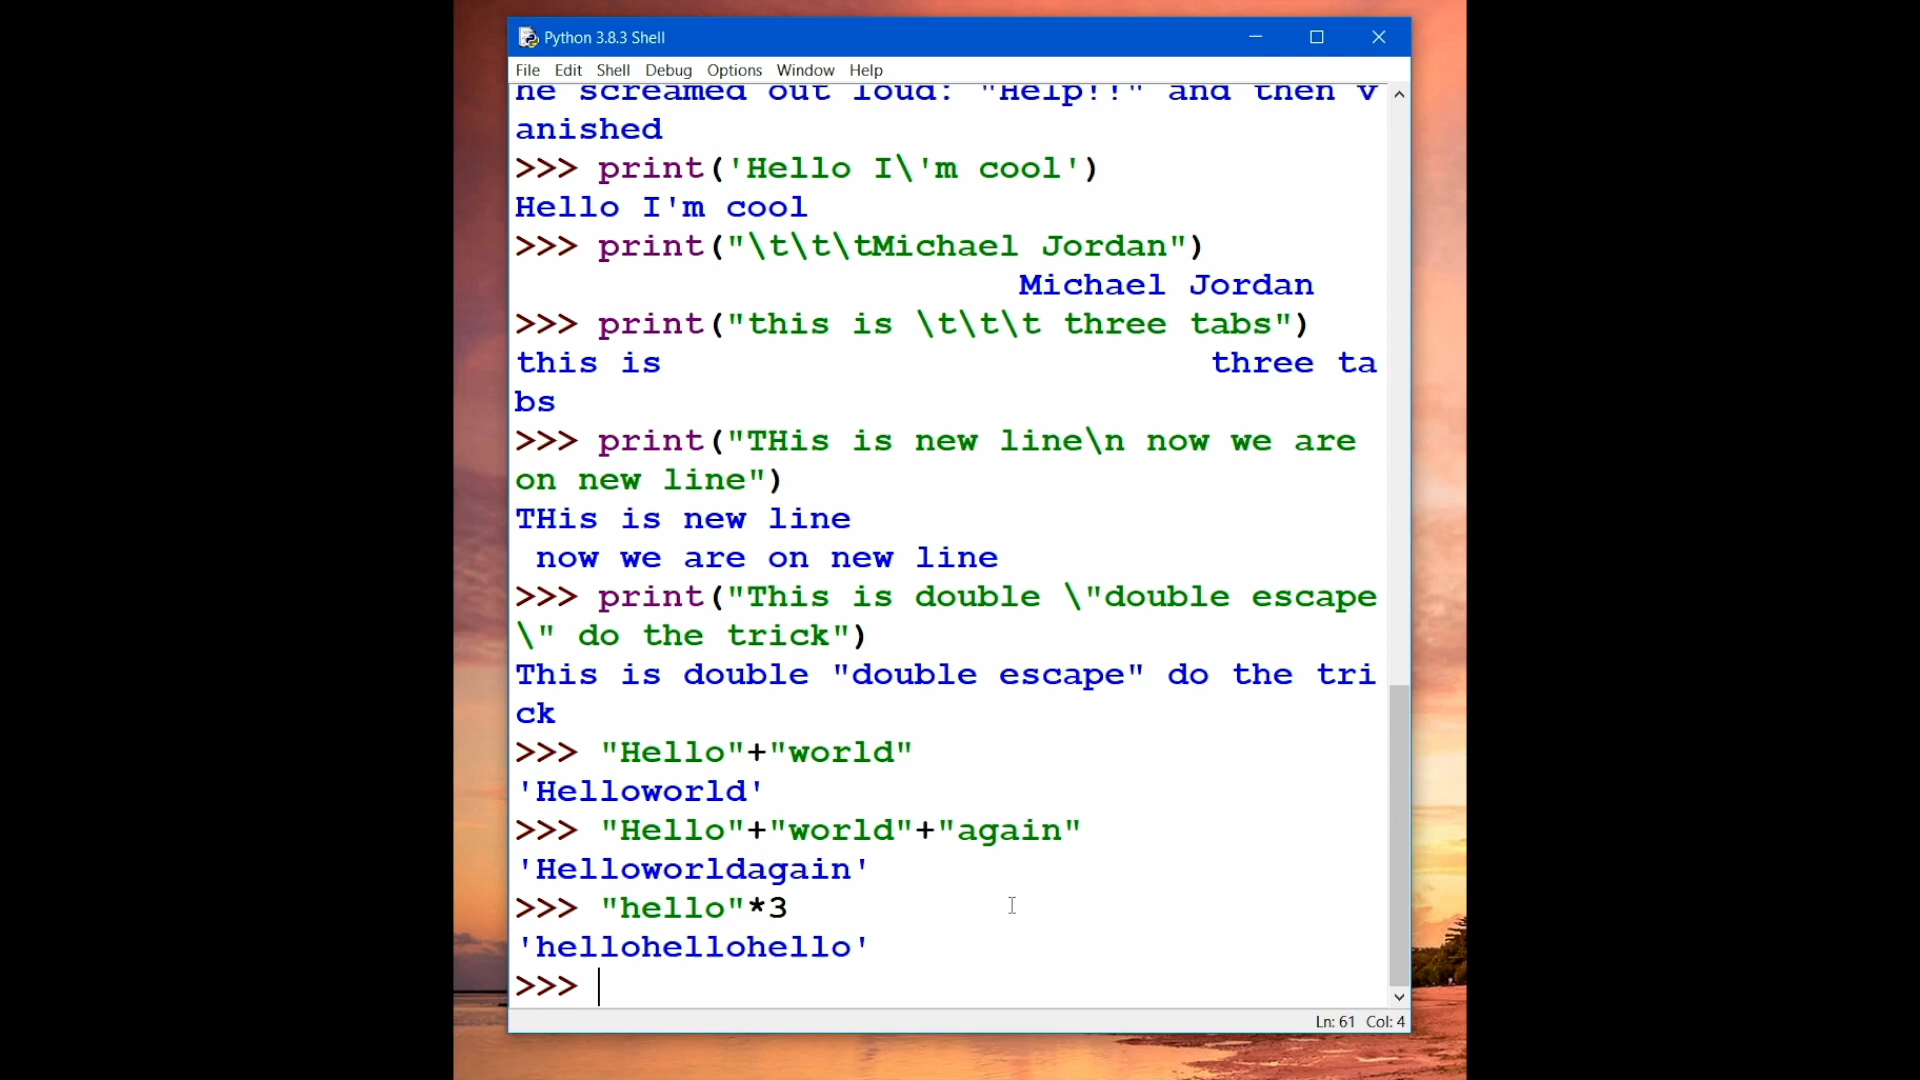 Python 3.8.3 Shell
File Edit Shell Debug Options Window Help
he screamed out loud: "Help!!" and then v
anished
>>> print('Hello I\'m cool')
Hello I'm cool
>>> print("\t\t\tMichael Jordan")
Michael Jordan
>>> print("this is \t\t\t three tabs")
this is three ta
bs
>>> print("THis is new line\n now we are
on new line")
THis is new line
now we are on new line
>>> print("This is double \"double escape
\" do the trick")
This is double "double escape" do the tri
ck
>>> "Hello"+"world"
'Helloworld'
>>> "Hello"+"world"+"again"
'Helloworldagain'
>>> "hello"*3
'hellohellohello'
>>>
Ln: 61 Col: 4